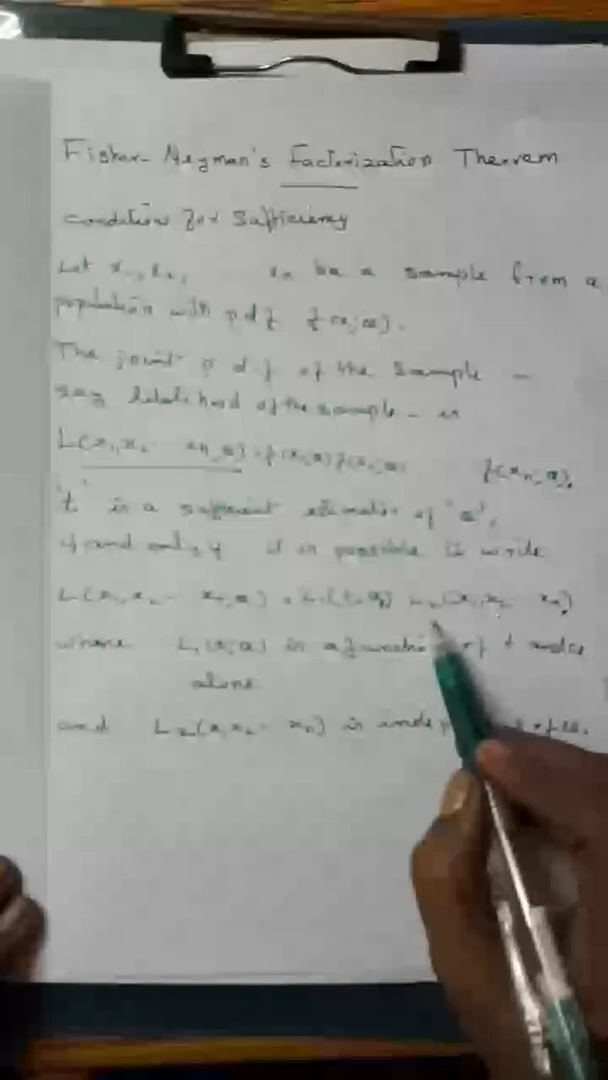 Fisher-Neyman's Factorization Theorem
Condition for Sufficiency
Let x₁, x₂, xn be a sample from a
population with pdf f(x;α).
The joint p.d.f of the sample –
say likelihood of the sample – is
L(x₁,x₂ - xn,α) = f(x₁,α) f(x₂,α) f(xn,α).
't' is a sufficient estimator of 'α',
if and only if it is possible to write
L(x₁,x₂ - xn,α) = L₁(t,α) L₂(x₁,x₂ - xn)
where is a function of t and α
alone
and L₂(x₁,x₂ - xn) is of α.